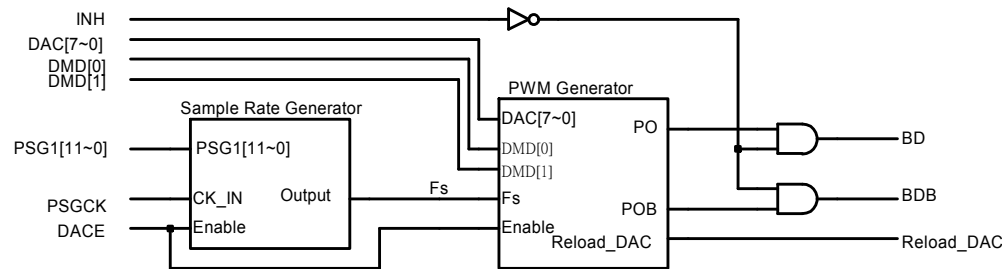 INH
DAC[7~0]
DMD[0]
DMD[1]
Sample Rate Generator
PWM Generator
PSG1[11~0]
PSG1[11~0]
PSGCK
CK_IN
Output
DACE
Enable
Fs
DAC[7~0]
DMD[0]
DMD[1]
Fs
Enable
PO
POB
Reload_DAC
BD
BDB
Reload_DAC